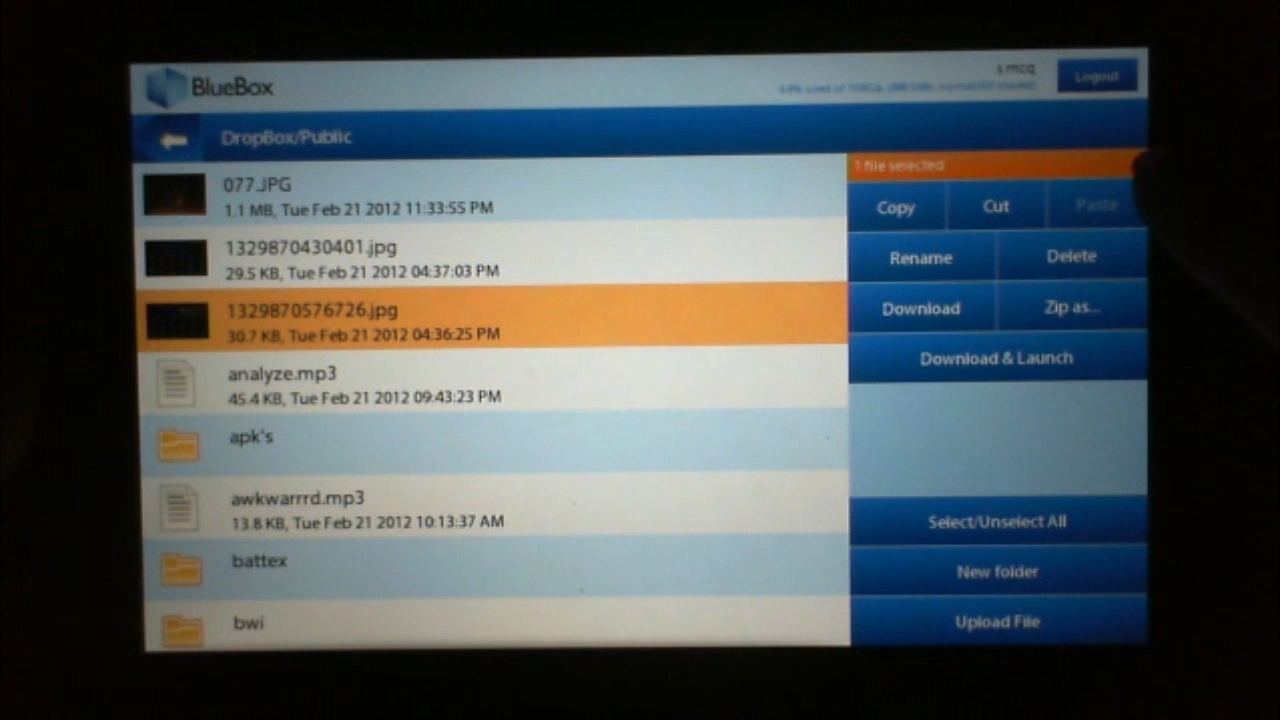 BlueBox
s mcq
Logout
DropBox/Public
077.JPG
1.1 MB, Tue Feb 21 2012 11:33:55 PM
1329870430401.jpg
29.5 KB, Tue Feb 21 2012 04:37:03 PM
1329870576726.jpg
30.7 KB, Tue Feb 21 2012 04:36:25 PM
analyze.mp3
45.4 KB, Tue Feb 21 2012 09:43:23 PM
apk's
awkwarrrd.mp3
13.8 KB, Tue Feb 21 2012 10:13:37 AM
battex
bwi
1 file selected
Copy
Cut
Paste
Rename
Delete
Download
Zip as...
Download & Launch
Select/Unselect All
New folder
Upload File